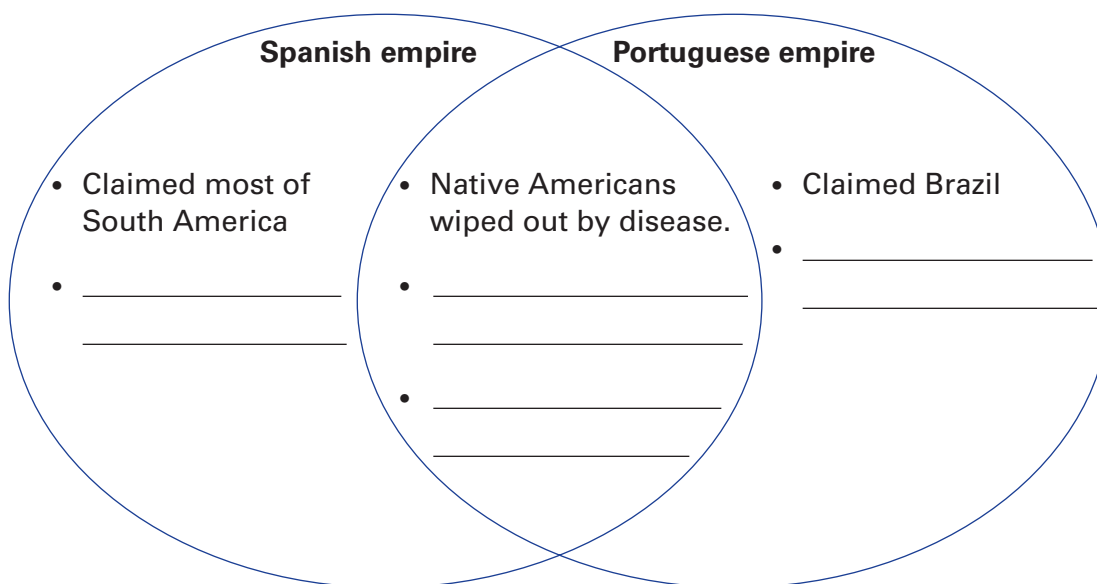 Spanish empire
Portuguese empire
• Claimed most of
South America
•
• Native Americans
wiped out by disease.
•
•
• Claimed Brazil
•